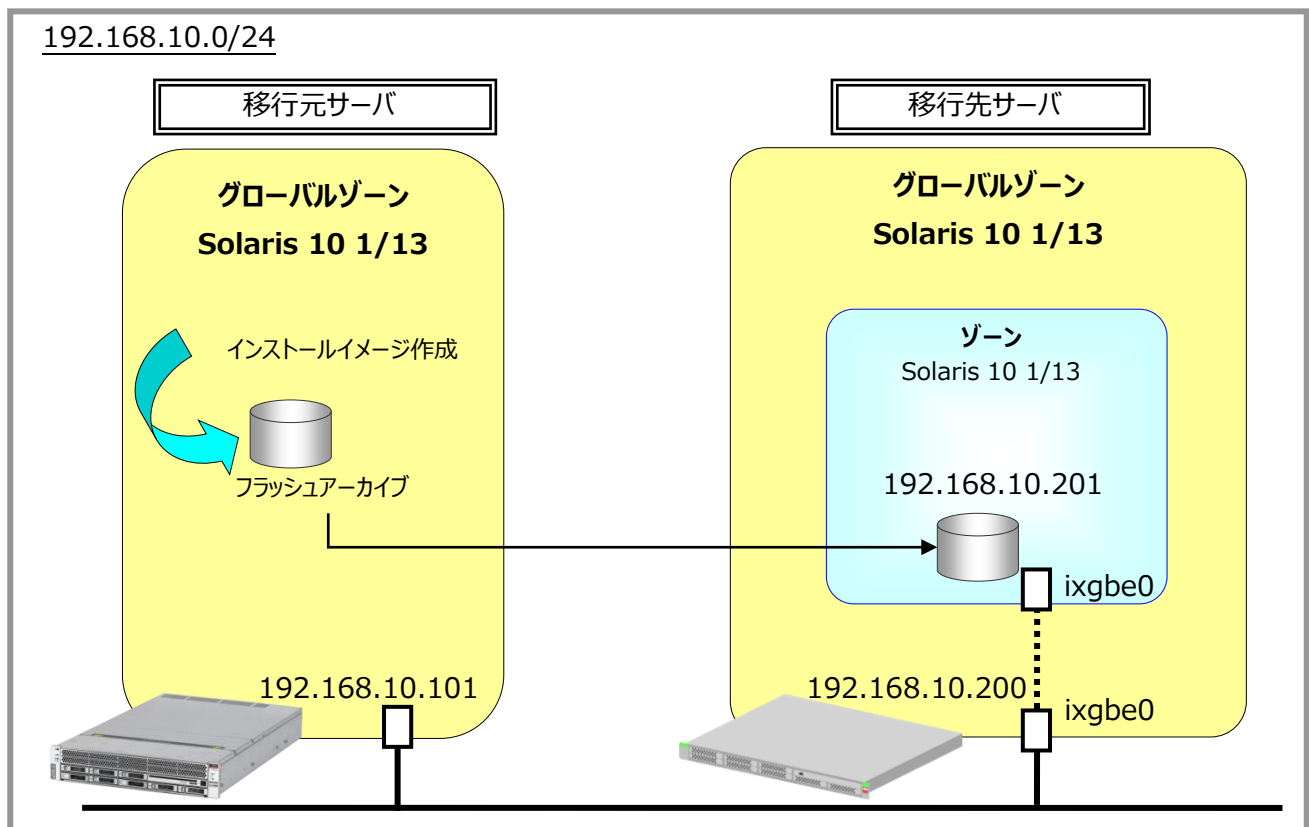 192.168.10.0/24
移行元サーバ
移行先サーバ
グローバルゾーン
Solaris 10 1/13
インストールイメージ作成
フラッシュアーカイブ
192.168.10.101
グローバルゾーン
Solaris 10 1/13
ゾーン
Solaris 10 1/13
192.168.10.201
ixgbe0
192.168.10.200
ixgbe0